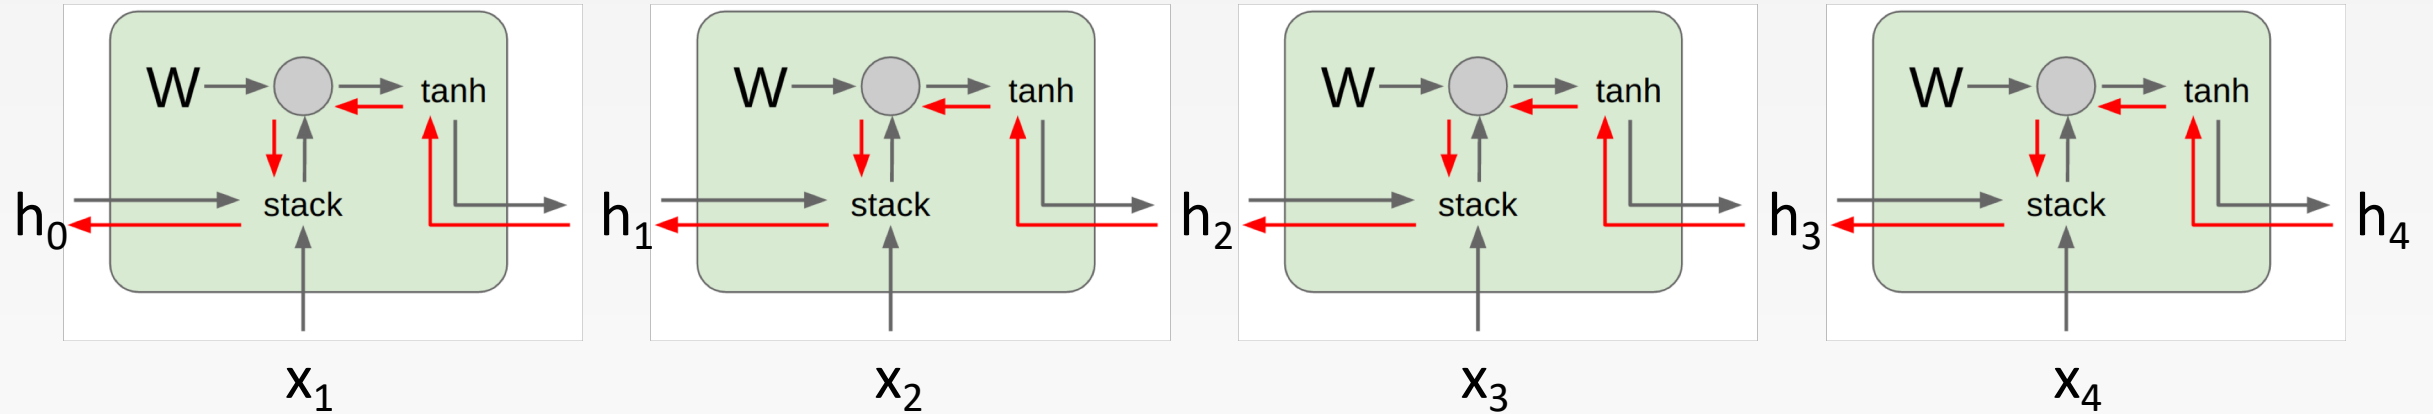 W tanh W tanh W tanh W tanh
h0 stack h1 stack h2 stack h3 stack h4
x1 x2 x3 x4